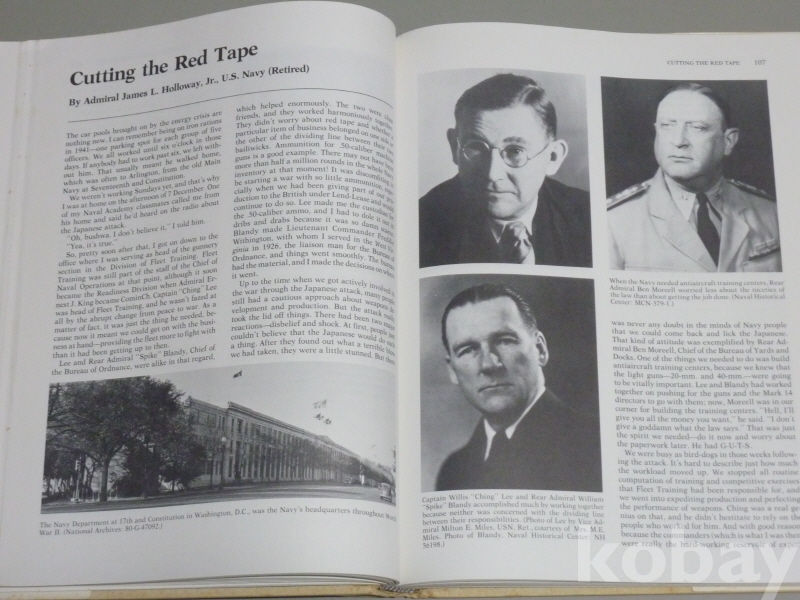 Cutting the Red Tape
By Admiral James L. Holloway, Jr., U.S. Navy (Retired)
The car pools brought on by the energy crisis are
nothing new. I can remember being on iron rations
in 1941—one parking spot for each group of five
officers. We all worked until six o'clock in those
days. If anybody had to work past six, we left with-
out him. That usually meant he walked home,
which was often to Arlington, from the old Main
Navy at Seventeenth and Constitution.
We weren't working Sundays yet, and that's why
I was at home on the afternoon of 7 December. One
of my Naval Academy classmates called me from
his home and said he'd heard on the radio about
the Japanese attack.
"Oh, bushwa. I don't believe it," I told him.
"Yes, it's true."
So, pretty soon after that, I got on down to the
office where I was serving as head of the gunnery
section in the Division of Fleet Training. Fleet
Training was still part of the staff of the Chief of
Naval Operations at that point, although it soon
became the Readiness Division when Admiral Er-
nest J. King became CominCh. Captain "Ching" Lee
was head of Fleet Training, and he wasn't fazed at
all by the abrupt change from peace to war. As a
matter of fact, it was just the thing he needed, be-
cause now it meant we could get on with the busi-
ness at hand—providing the fleet more to fight with
than it had been getting up to then.
Lee and Rear Admiral "Spike" Blandy, Chief of
the Bureau of Ordnance, were alike in that regard,
which helped enormously. The two were close
friends, and they worked harmoniously together.
They didn't worry about red tape and whether a
particular item of business belonged on one side or
the other of the dividing line between their
bailiwicks. Ammunition for .50-caliber machine
guns is a good example. There may not have been
more than half a million rounds in the whole Navy
inventory at that moment! It was discouraging to
be starting a war with so little ammunition, espe-
cially when we had been giving part of our pro-
duction to the British under Lend-Lease and had to
continue to do so. Lee made me the custodian of
the .50-caliber ammo, and I had to dole it out in
dribs and drabs because it was so damn scarce.
Blandy made Lieutenant Commander
Withington, with whom I served in the West Vir-
ginia in 1926, the liaison man for the Bureau of
Ordnance, and things went smoothly. The bureau
had the material, and I made the decisions on where
it went.
Up to the time we got actively involved in
the war through the Japanese attack, many people
still had a cautious approach about weapons de-
velopment and production. But the attack really
took the lid off things. There had been two main
reactions—disbelief and shock. At first, people just
couldn't believe that the Japanese would do such
a thing. After they found out what a terrible blow
we had taken, they were a little stunned. But there
The Navy Department at 17th and Constitution in Washington, D.C., was the Navy's headquarters throughout World
War II. (National Archives: 80-G-47092.)
CUTTING THE RED TAPE 107
Captain Willis "Ching" Lee and Rear Admiral William
"Spike" Blandy accomplished much by working together
because neither was concerned with the dividing line
between their responsibilities. (Photo of Lee by Vice Ad-
miral Milton E. Miles, USN, Ret., courtesy of Mrs. M.E.
Miles. Photo of Blandy, Naval Historical Center: NH
When the Navy needed antiaircraft training centers, Rear
Admiral Ben Moreell worried less about the niceties of
the law than about getting the job done. (Naval Historical
Center: MCN-579-1.)
was never any doubts in the minds of Navy people
that we could come back and lick the Japanese.
That kind of attitude was exemplified by Rear Ad-
miral Ben Moreell, Chief of the Bureau of Yards and
Docks. One of the things we needed to do was build
antiaircraft training centers, because we knew that
the light guns—20-mm. and 40-mm.—were going
to be vitally important. Lee and Blandy had worked
together on pushing for the guns and the Mark 14
directors to go with them; now, Moreell was in our
corner for building the training centers. "Hell, I'll
give you all the money you want," he said. "I don't
give a goddamn what the law says." That was just
the spirit we needed—do it now and worry about
the paperwork later. He had G-U-T-S.
We were busy as bird-dogs in those weeks follow-
ing the attack. It's hard to describe just how much
the workload moved up. We stopped all routine
computation of training and competitive exercises
that Fleet Training had been responsible for, and
we went into expediting production and perfecting
the performance of weapons. Ching was a real ge-
nius on that, and he didn't hesitate to rely on the
people who worked for him. And with good reason
because the commanders (which is what I was then)
were really the hard working reservoir of
kobay